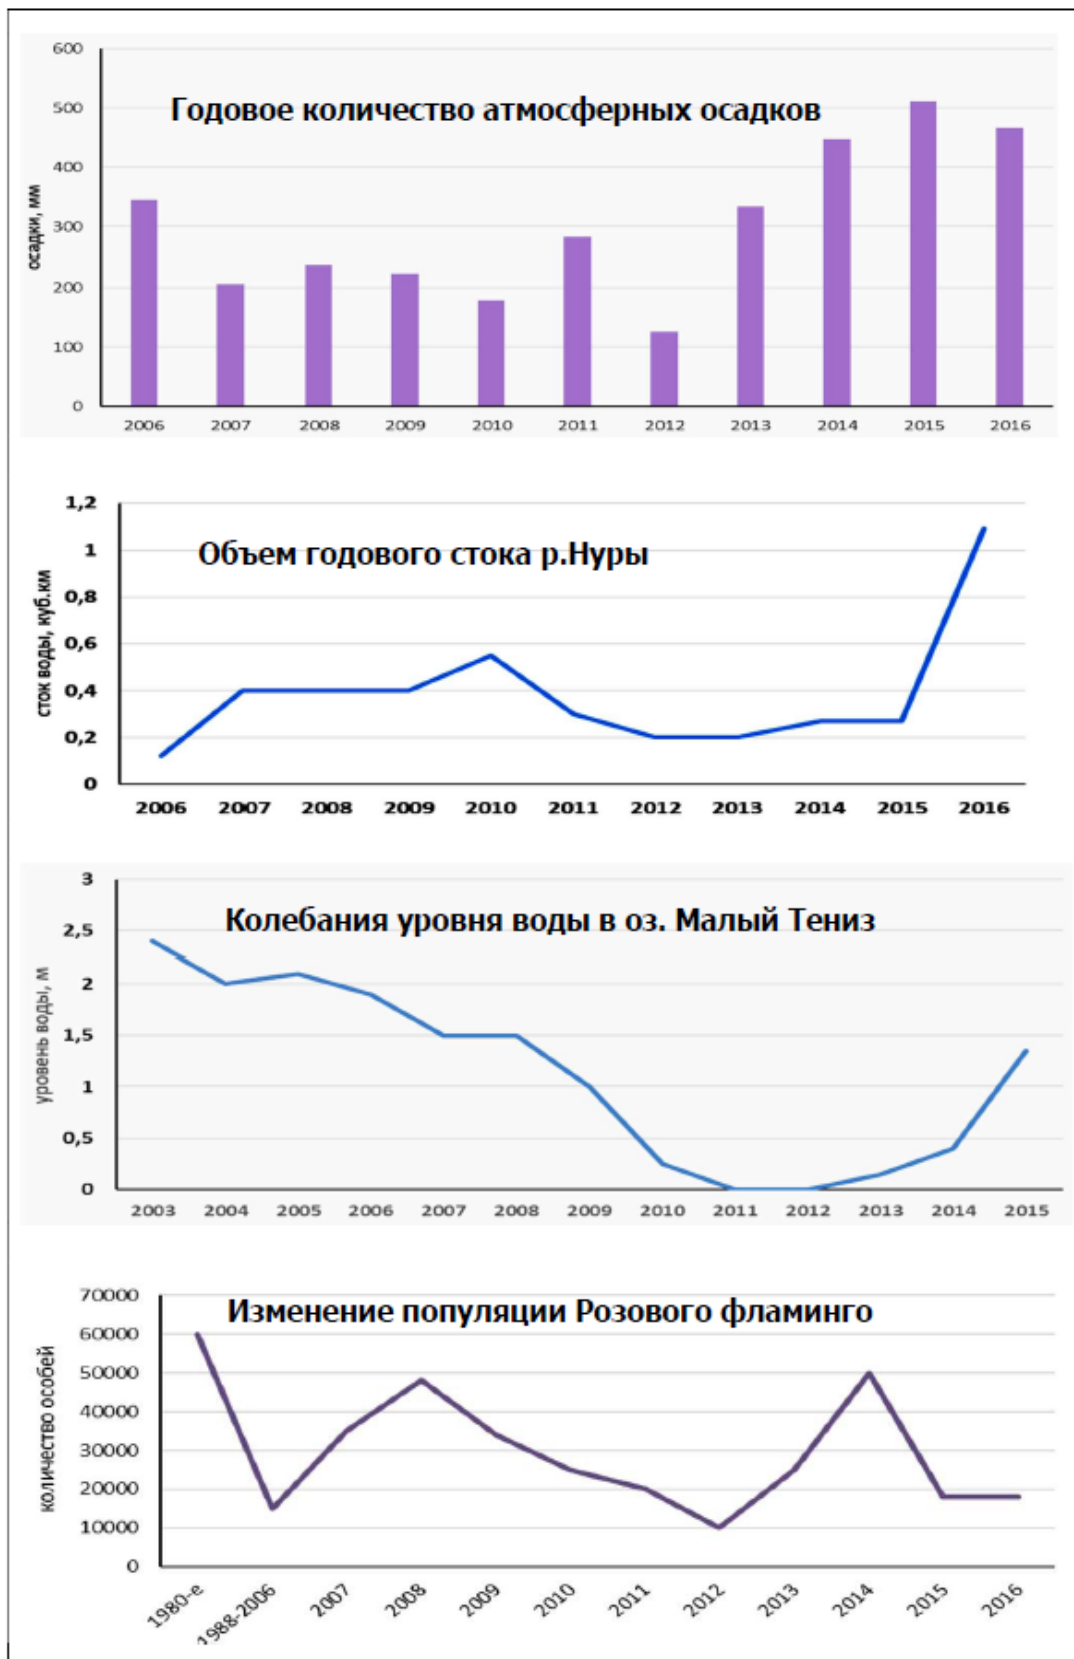 600
Годовое количество атмосферных осадков
500
400
300
200
100
0
осадки, мм
2006 2007 2008 2009 2010 2011 2012 2013 2014 2015 2016
1,2
Объем годового стока р.Нуры
1
0,8
0,6
0,4
0,2
0
сток воды, куб.км
2006 2007 2008 2009 2010 2011 2012 2013 2014 2015 2016
3
Колебания уровня воды в оз. Малый Тениз
2,5
2
1,5
1
0,5
0
уровень воды, м
2003 2004 2005 2006 2007 2008 2009 2010 2011 2012 2013 2014 2015
70000
Изменение популяции Розового фламинго
60000
50000
40000
30000
20000
10000
0
количество особей
1980-е 1988-2006 2007 2008 2009 2010 2011 2012 2013 2014 2015 2016